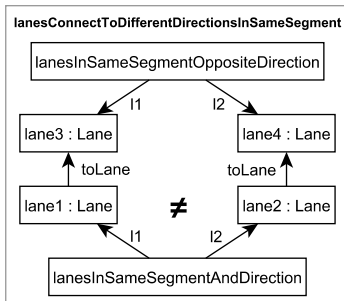 lanesConnectToDifferentDirectionsInSameSegment
lanesInSameSegmentOppositeDirection
l1 l2
lane3 : Lane lane4 : Lane
toLane toLane
lane1 : Lane ≠ lane2 : Lane
l1 l2
lanesInSameSegmentAndDirection